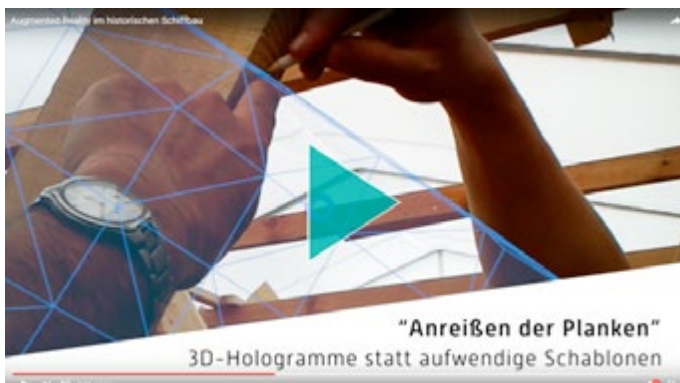 Augmented Reality im historischen Schiffbau
“Anreißen der Planken”
3D-Hologramme statt aufwendige Schablonen